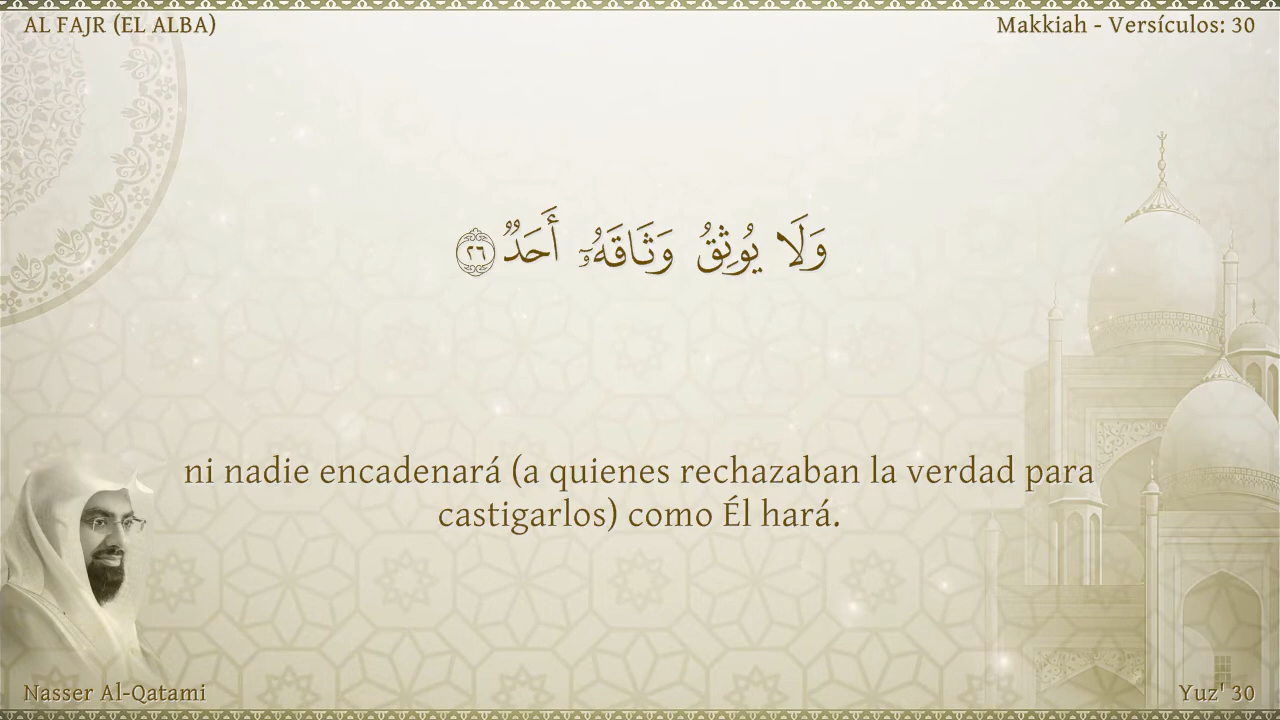 AL FAJR (EL ALBA)
Makkiah - Versículos: 30
وَلَا يُوثِقُ وَثَاقَهُۥٓ أَحَدٌۭ ٢٦
ni nadie encadenará (a quienes rechazaban la verdad para
castigarlos) como Él hará.
Nasser Al-Qatami
Yuz' 30